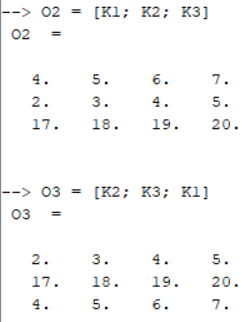 --> O2 = [K1; K2; K3]
O2 =
4. 5. 6. 7.
2. 3. 4. 5.
17. 18. 19. 20.
--> O3 = [K2; K3; K1]
O3 =
2. 3. 4. 5.
17. 18. 19. 20.
4. 5. 6. 7.